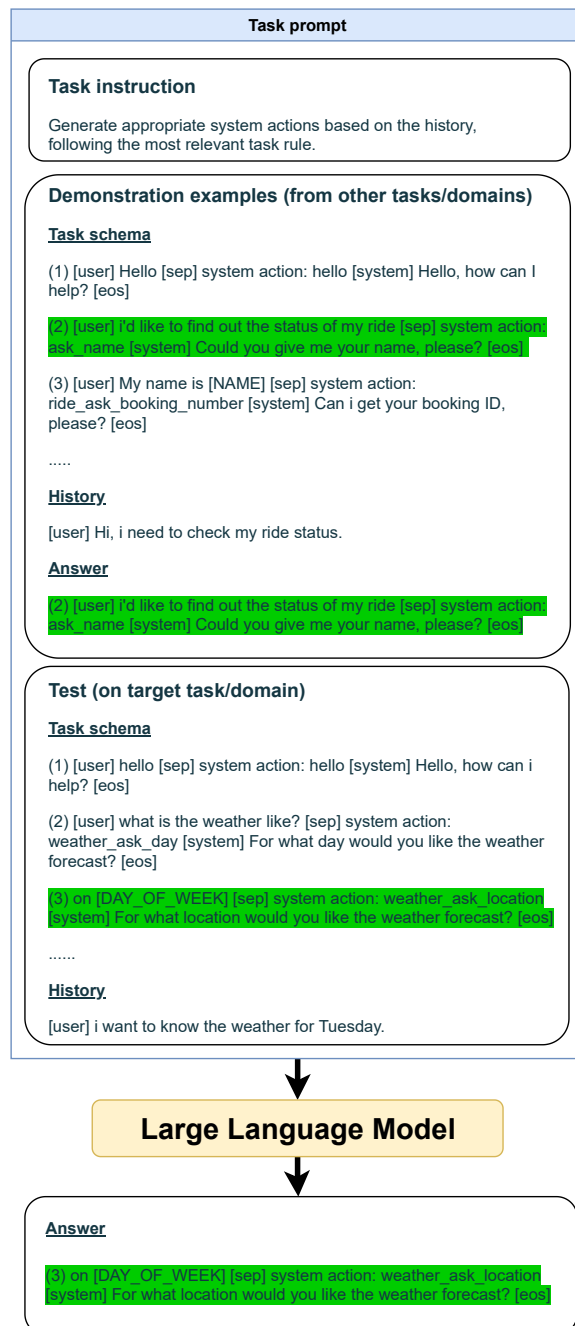 Task prompt
Task instruction
Generate appropriate system actions based on the history,
following the most relevant task rule.
Demonstration examples (from other tasks/domains)
Task schema
(1) [user] Hello [sep] system action: hello [system] Hello, how can I
help? [eos]
(2) [user] i'd like to find out the status of my ride [sep] system action:
ask_name [system] Could you give me your name, please? [eos]
(3) [user] My name is [NAME] [sep] system action:
ride_ask_booking_number [system] Can i get your booking ID,
please? [eos]
.....
History
[user] Hi, i need to check my ride status.
Answer
(2) [user] i'd like to find out the status of my ride [sep] system action:
ask_name [system] Could you give me your name, please? [eos]
Test (on target task/domain)
Task schema
(1) [user] hello [sep] system action: hello [system] Hello, how can i
help? [eos]
(2) [user] what is the weather like? [sep] system action:
weather_ask_day [system] For what day would you like the weather
forecast? [eos]
(3) on [DAY_OF_WEEK] [sep] system action: weather_ask_location
[system] For what location would you like the weather forecast? [eos]
......
History
[user] i want to know the weather for Tuesday.
Large Language Model
Answer
(3) on [DAY_OF_WEEK] [sep] system action: weather_ask_location
[system] For what location would you like the weather forecast? [eos]